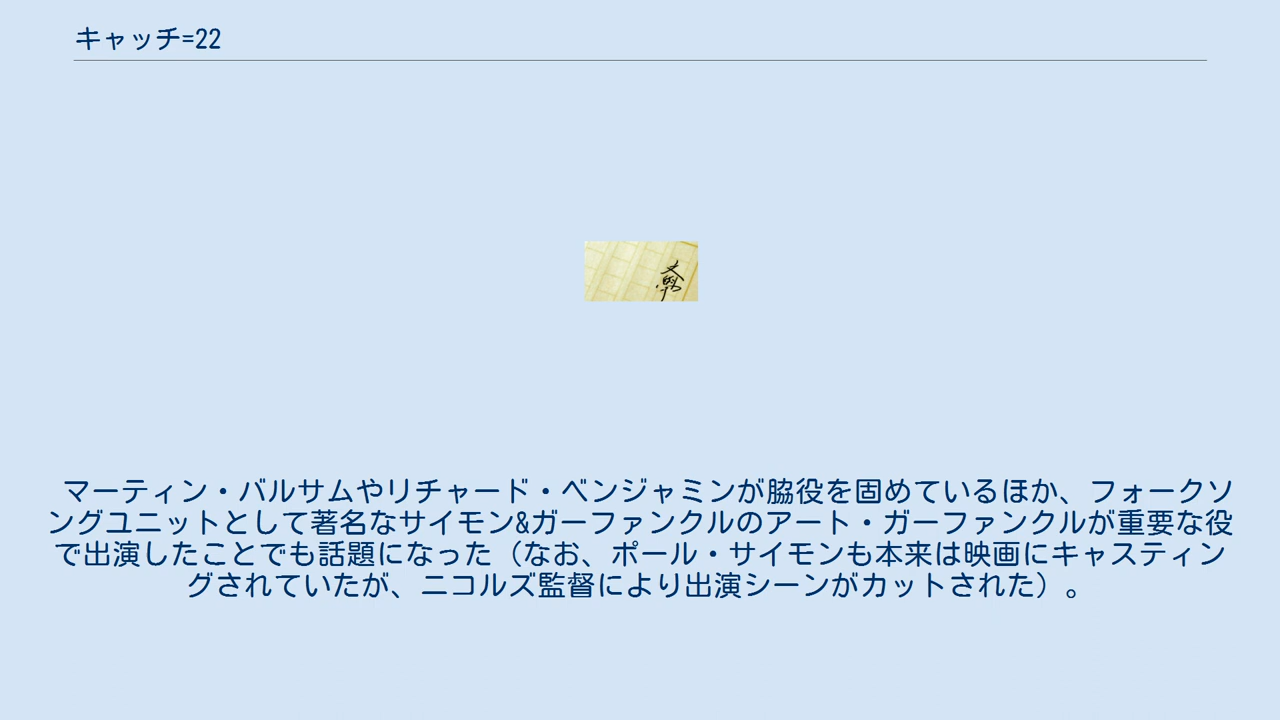 キャッチ=22
マーティン・バルサムやリチャード・ベンジャミンが脇役を固めているほか、フォークソ
ングユニットとして著名なサイモン&ガーファンクルのアート・ガーファンクルが重要な役
で出演したことでも話題になった（なお、ポール・サイモンも本来は映画にキャスティン
グされていたが、ニコルズ監督により出演シーンがカットされた）。